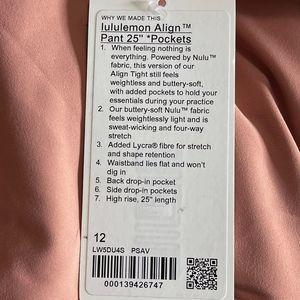 WHY WE MADE THIS
lululemon Align™
Pant 25" *Pockets
1. When feeling nothing is
everything. Powered by Nulu™
fabric, this version of our
Align Tight still feels
weightless and buttery-soft,
with added pockets to hold your
essentials during your practice
2. Our buttery-soft Nulu™ fabric
feels weightlessly light and is
sweat-wicking and four-way
stretch
3. Added Lycra® fibre for stretch
and shape retention
4. Waistband lies flat and won't
dig in
5. Back drop-in pocket
6. Side drop-in pockets
7. High rise, 25" length
12
LW5DU4S PSAV
000139426747